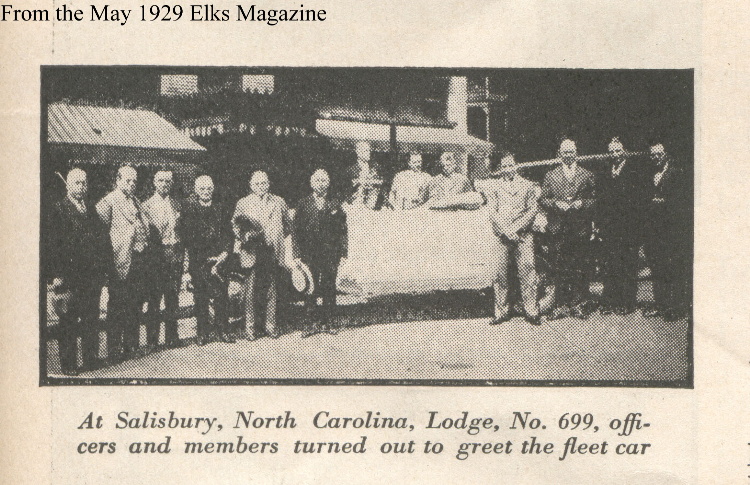 From the May 1929 Elks Magazine
At Salisbury, North Carolina, Lodge, No. 699, offi-
cers and members turned out to greet the fleet car